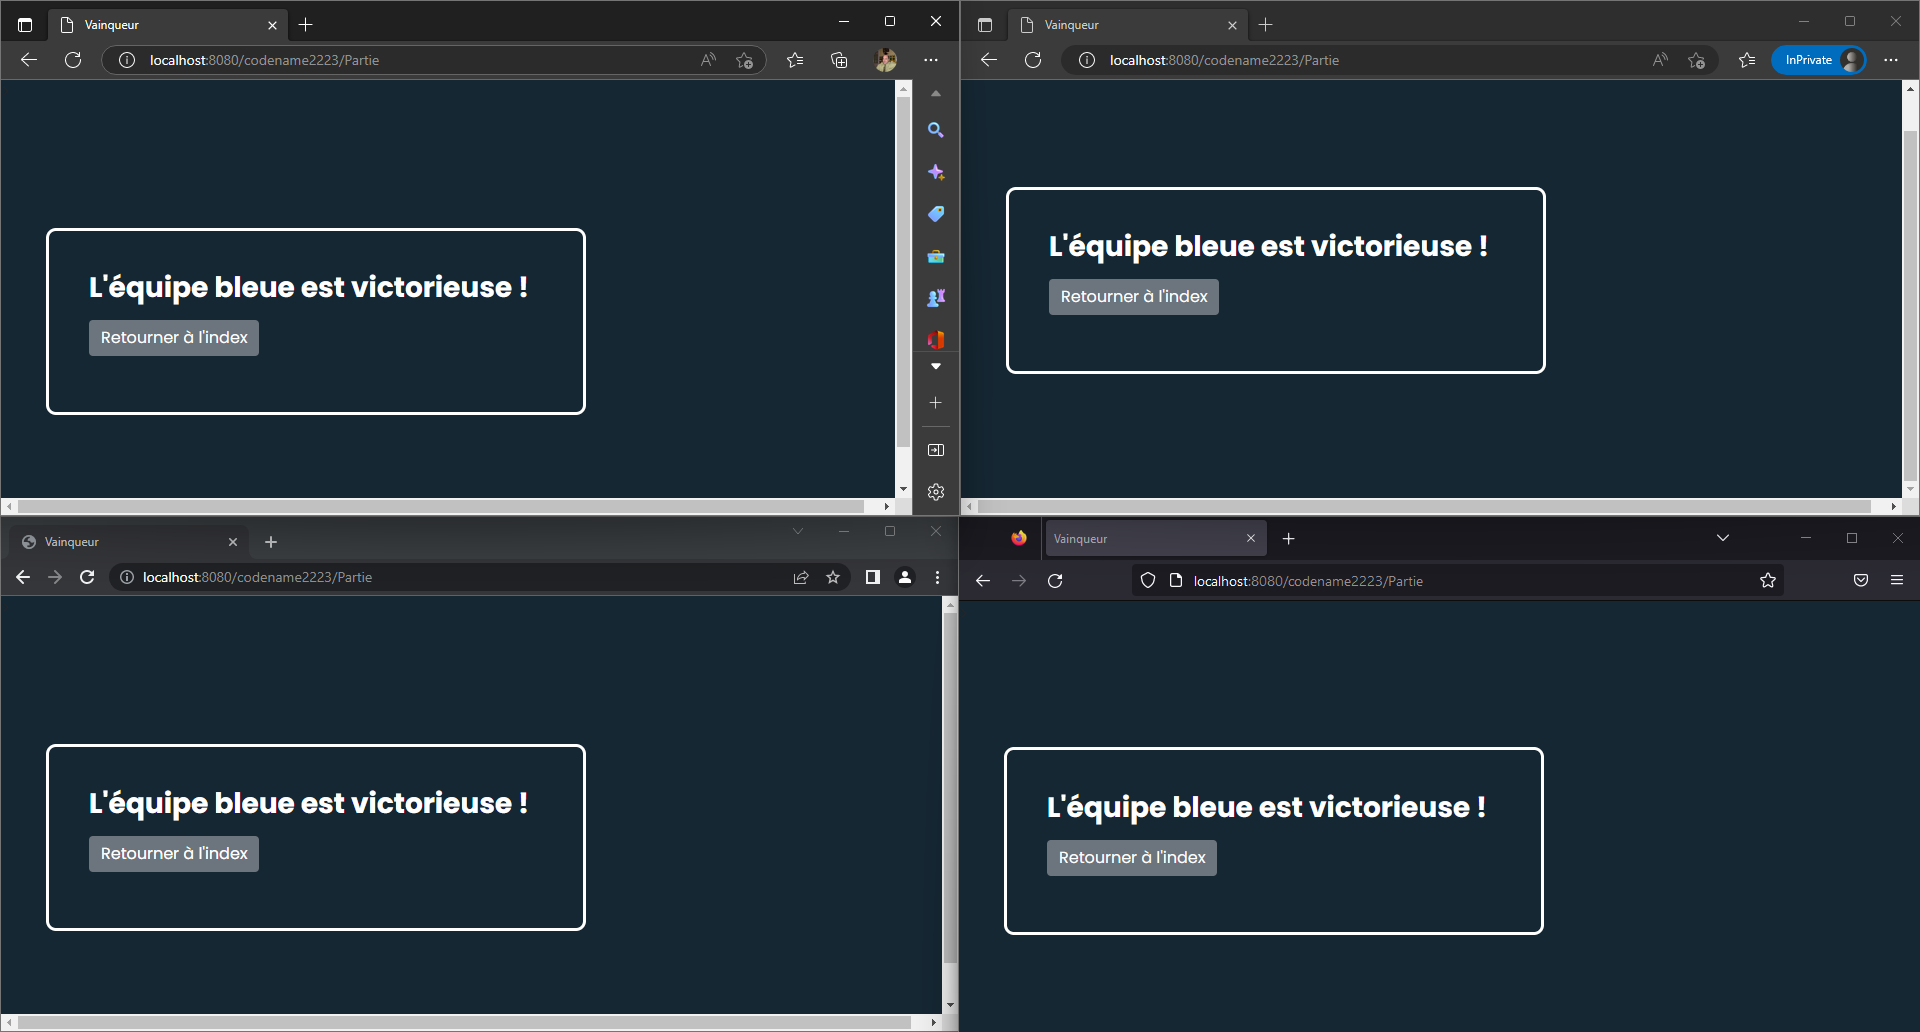 Vainqueur
localhost:8080/codename2223/Partie
L'équipe bleue est victorieuse !
Retourner à l'index
Vainqueur
localhost:8080/codename2223/Partie
InPrivate
L'équipe bleue est victorieuse !
Retourner à l'index
Vainqueur
localhost:8080/codename2223/Partie
L'équipe bleue est victorieuse !
Retourner à l'index
Vainqueur
localhost:8080/codename2223/Partie
L'équipe bleue est victorieuse !
Retourner à l'index